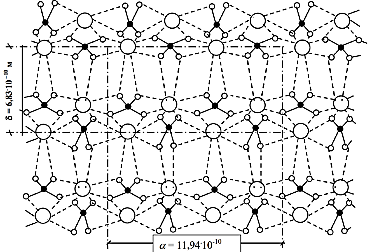 δ = 6,83·10⁻¹⁰ м
α = 11,94·10⁻¹⁰